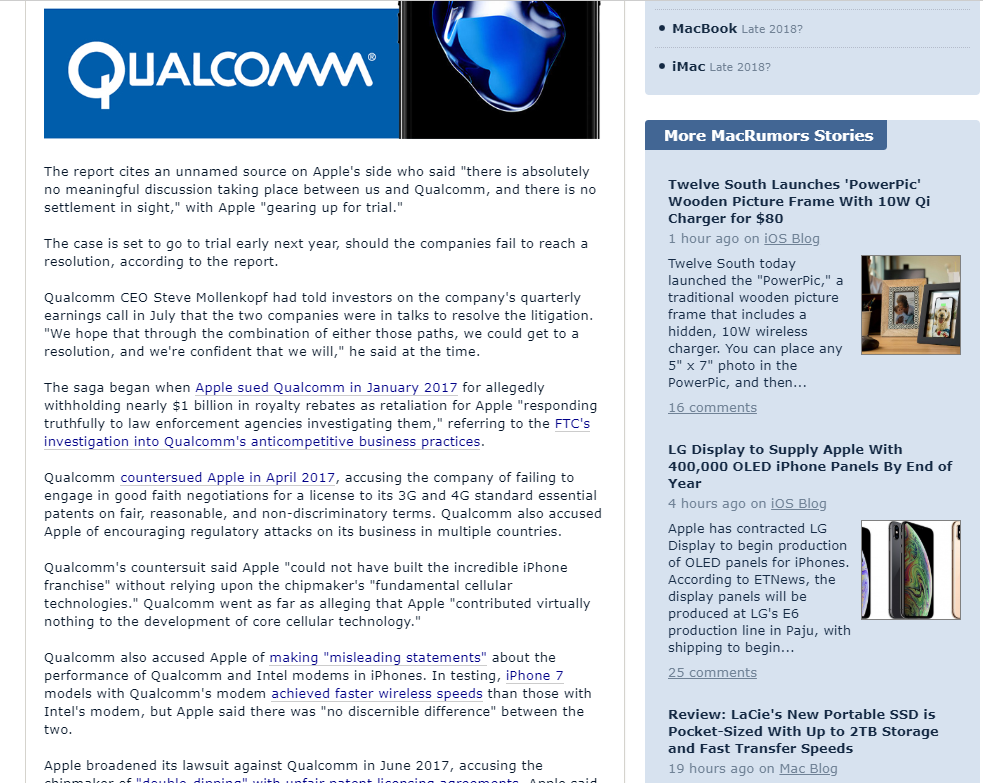 QUALCOMM®
The report cites an unnamed source on Apple's side who said "there is absolutely
no meaningful discussion taking place between us and Qualcomm, and there is no
settlement in sight," with Apple "gearing up for trial."
The case is set to go to trial early next year, should the companies fail to reach a
resolution, according to the report.
Qualcomm CEO Steve Mollenkopf had told investors on the company's quarterly
earnings call in July that the two companies were in talks to resolve the litigation.
"We hope that through the combination of either those paths, we could get to a
resolution, and we're confident that we will," he said at the time.
The saga began when Apple sued Qualcomm in January 2017 for allegedly
withholding nearly $1 billion in royalty rebates as retaliation for Apple "responding
truthfully to law enforcement agencies investigating them," referring to the FTC's
investigation into Qualcomm's anticompetitive business practices.
Qualcomm countersued Apple in April 2017, accusing the company of failing to
engage in good faith negotiations for a license to its 3G and 4G standard essential
patents on fair, reasonable, and non-discriminatory terms. Qualcomm also accused
Apple of encouraging regulatory attacks on its business in multiple countries.
Qualcomm's countersuit said Apple "could not have built the incredible iPhone
franchise" without relying upon the chipmaker's "fundamental cellular
technologies." Qualcomm went as far as alleging that Apple "contributed virtually
nothing to the development of core cellular technology."
Qualcomm also accused Apple of making "misleading statements" about the
performance of Qualcomm and Intel modems in iPhones. In testing, iPhone 7
models with Qualcomm's modem achieved faster wireless speeds than those with
Intel's modem, but Apple said there was "no discernible difference" between the
two.
Apple broadened its lawsuit against Qualcomm in June 2017, accusing the
chipmaker of "double-dipping" with unfair patent licensing agreements. Apple said
• MacBook Late 2018?
• iMac Late 2018?
More MacRumors Stories
Twelve South Launches 'PowerPic'
Wooden Picture Frame With 10W Qi
Charger for $80
1 hour ago on iOS Blog
Twelve South today
launched the "PowerPic," a
traditional wooden picture
frame that includes a
hidden, 10W wireless
charger. You can place any
5" x 7" photo in the
PowerPic, and then...
16 comments
LG Display to Supply Apple With
400,000 OLED iPhone Panels By End of
Year
4 hours ago on iOS Blog
Apple has contracted LG
Display to begin production
of OLED panels for iPhone.
According to ETNews, the
display panels will be
produced at LG's E6
production line in Paju, with
shipping to begin...
25 comments
Review: LaCie's New Portable SSD is
Pocket-Sized With Up to 2TB Storage
and Fast Transfer Speeds
19 hours ago on Mac Blog